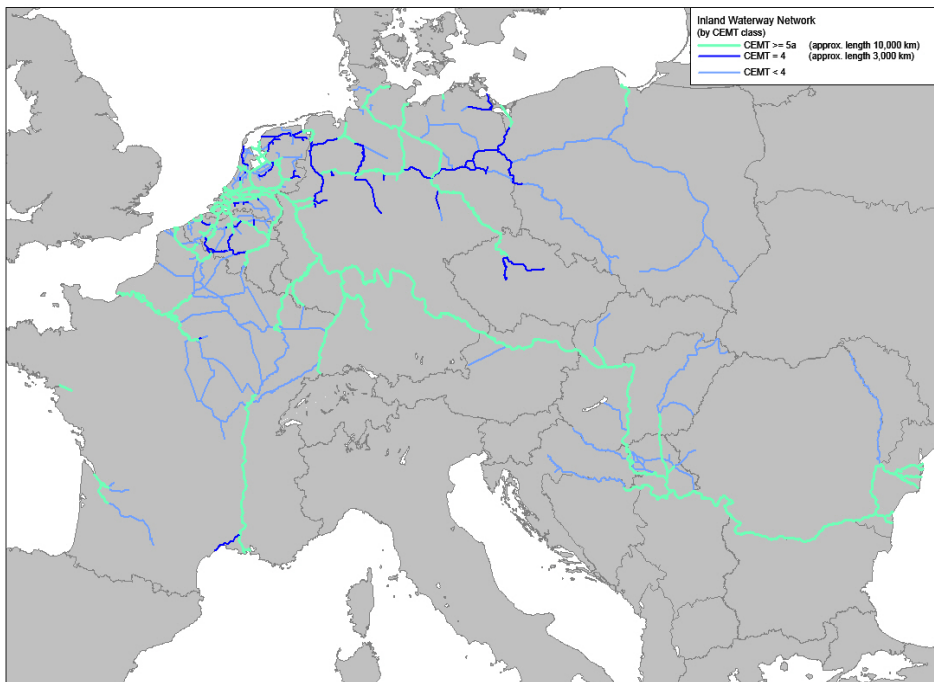 Inland Waterway Network
(by CEMT class)
CEMT >= 5a (approx. length 10,000 km)
CEMT = 4 (approx. length 3,000 km)
CEMT < 4